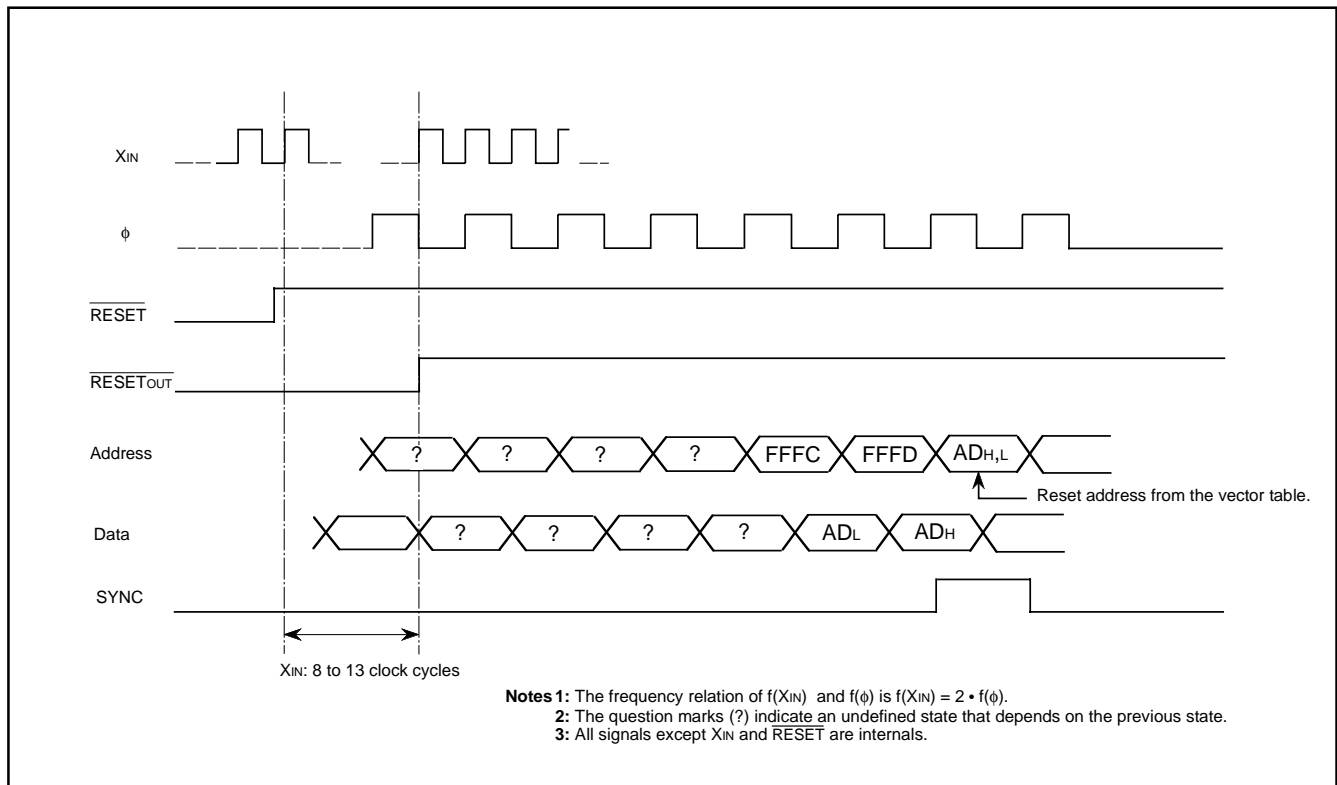 XIN
ϕ
RESET
RESETOUT
Address
? ? ? ? FFFC FFFD ADH,L
Reset address from the vector table.
Data
? ? ? ? ADL ADH
SYNC
XIN: 8 to 13 clock cycles
Notes 1: The frequency relation of f(XIN) and f(ϕ) is f(XIN) = 2 • f(ϕ).
2: The question marks (?) indicate an undefined state that depends on the previous state.
3: All signals except XIN and RESET are internals.